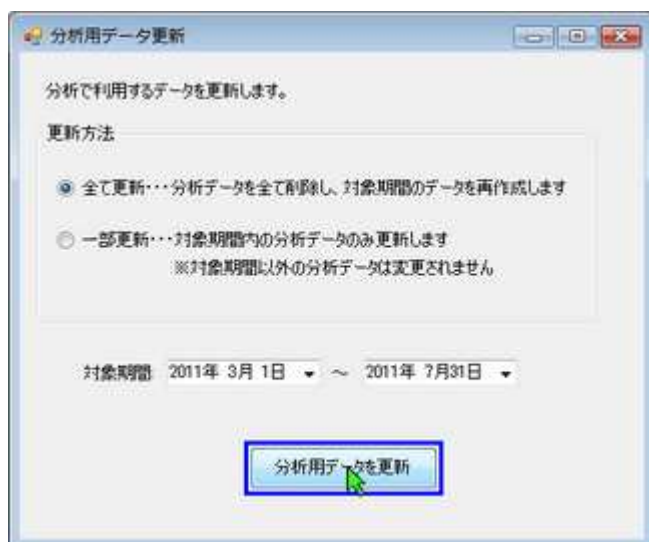 分析用データ更新
分析で利用するデータを更新します。
更新方法
全て更新・・・分析データを全て削除し、対象期間のデータを再作成します
一部更新・・・対象期間内の分析データのみ更新します
※対象期間以外の分析データは変更されません
対象期間 2011年 3月 1日 ～ 2011年 7月31日
分析用データを更新